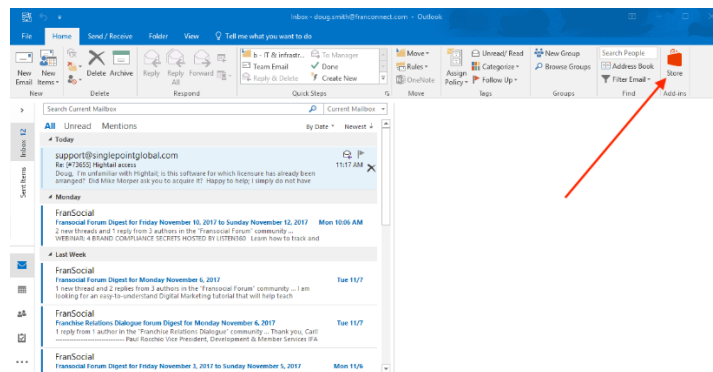 Inbox - doug.smith@franconnect.com - Outlook
File Home Send / Receive Folder View Tell me what you want to do
New Email
New Items
Delete Archive
Reply Reply All Forward
b - IT & infrastr... To Manager
Team Email Done
Reply & Delete Create New
Move
Rules
OneNote
Assign Policy
Unread/ Read
Categorize
Follow Up
New Group
Browse Groups
Search People
Address Book
Filter Email
Store
New Delete Respond Quick Steps Move Tags Groups Find Add-ins
Search Current Mailbox Current Mailbox
All Unread Mentions By Date Newest
Inbox 12
Sent Items
Today
support@singlepointglobal.com
Re: [#73655] Hightail access 11:17 AM
Doug, I'm unfamiliar with Hightail; is this software for which licensure has already been
arranged? Did Mike Morper ask you to acquire it? Happy to help; I simply do not have
Monday
FranSocial
Fransocial Forum Digest for Friday November 10, 2017 to Sunday November 12, 2017 Mon 10:06 AM
2 new threads and 1 reply from 3 authors in the "Fransocial Forum" community ...
WEBINAR: 4 BRAND COMPLIANCE SECRETS HOSTED BY LISTEN360 Learn how to track and
Last Week
FranSocial
Fransocial Forum Digest for Monday November 6, 2017 Tue 11/7
1 new thread and 2 replies from 3 authors in the "Fransocial Forum" community ... I am
looking for an easy-to-understand Digital Marketing tutorial that will help teach
FranSocial
Franchise Relations Dialogue forum Digest for Monday November 6, 2017 Tue 11/7
1 reply from 1 author in the "Franchise Relations Dialogue" community ... Thank you, Carl
Paul Rocchio Vice President, Development & Member Services IFA
FranSocial
Fransocial Forum Digest for Friday November 3, 2017 to Sunday November 5, 2017 Mon 11/6